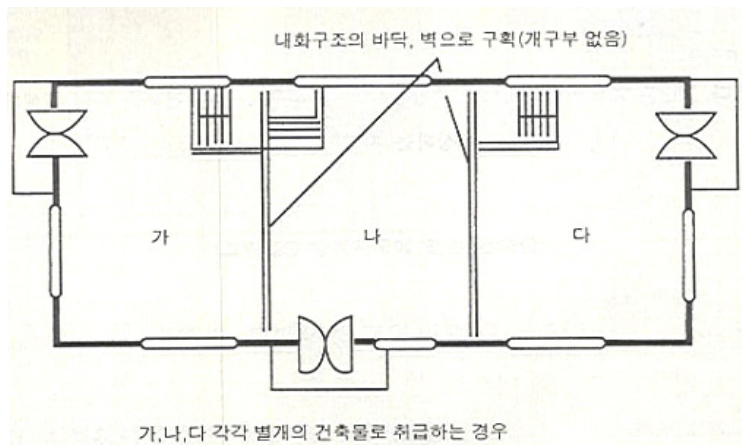 내화구조의 바닥, 벽으로 구획(개구부 없음)
가
나
다
가,나,다 각각 별개의 건축물로 취급하는 경우